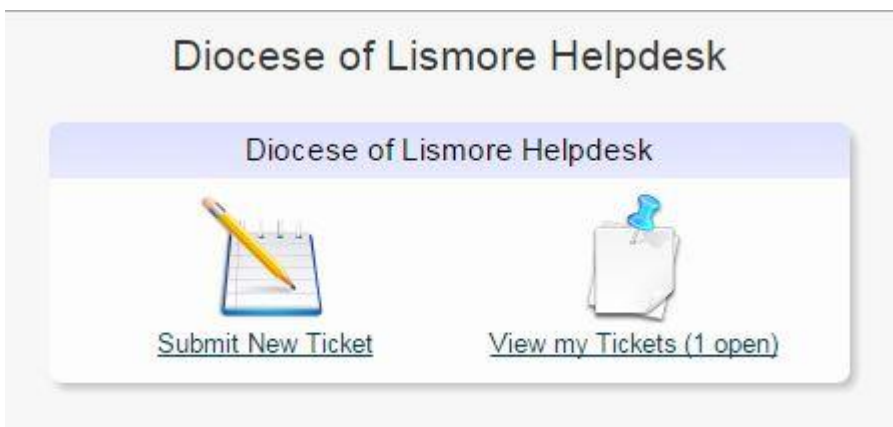 Diocese of Lismore Helpdesk
Diocese of Lismore Helpdesk
Submit New Ticket
View my Tickets (1 open)